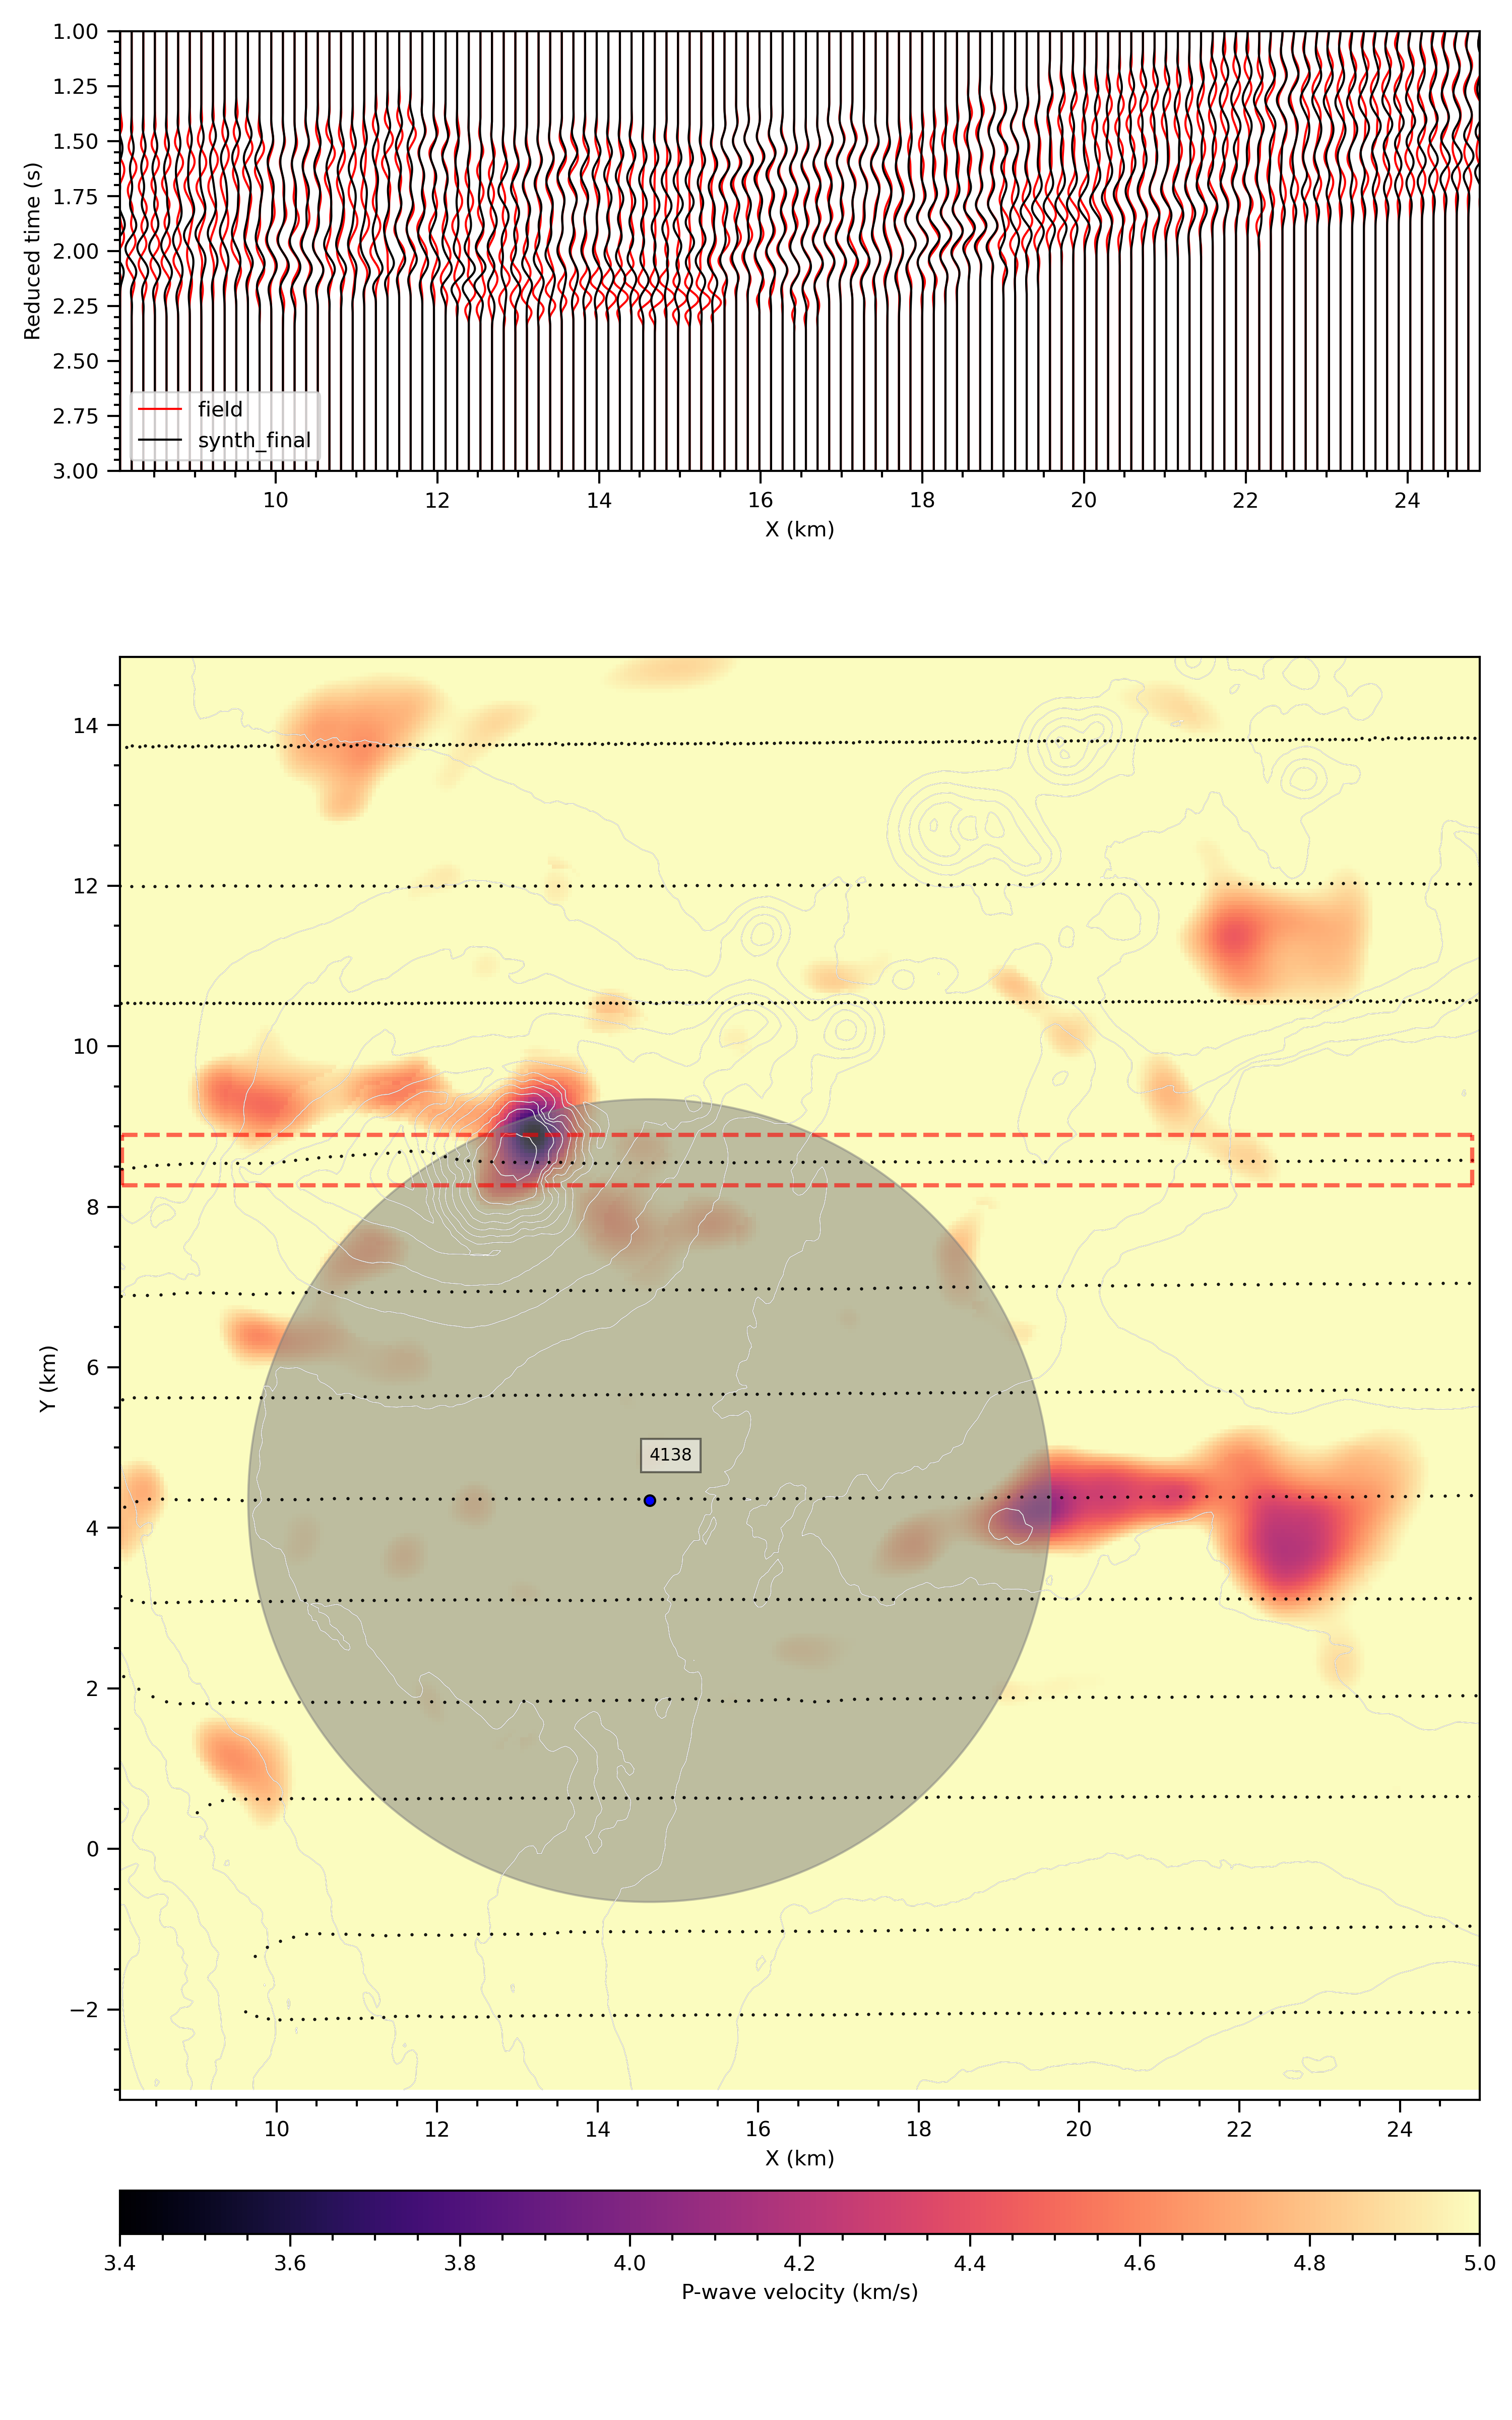 1.00
1.25
1.50
1.75
2.00
2.25
2.50
2.75
3.00
Reduced time (s)
field
synth_final
10 12 14 16 18 20 22 24
X (km)
14
12
10
8
6
4
2
0
−2
Y (km)
4138
10 12 14 16 18 20 22 24
X (km)
3.4 3.6 3.8 4.0 4.2 4.4 4.6 4.8 5.0
P-wave velocity (km/s)